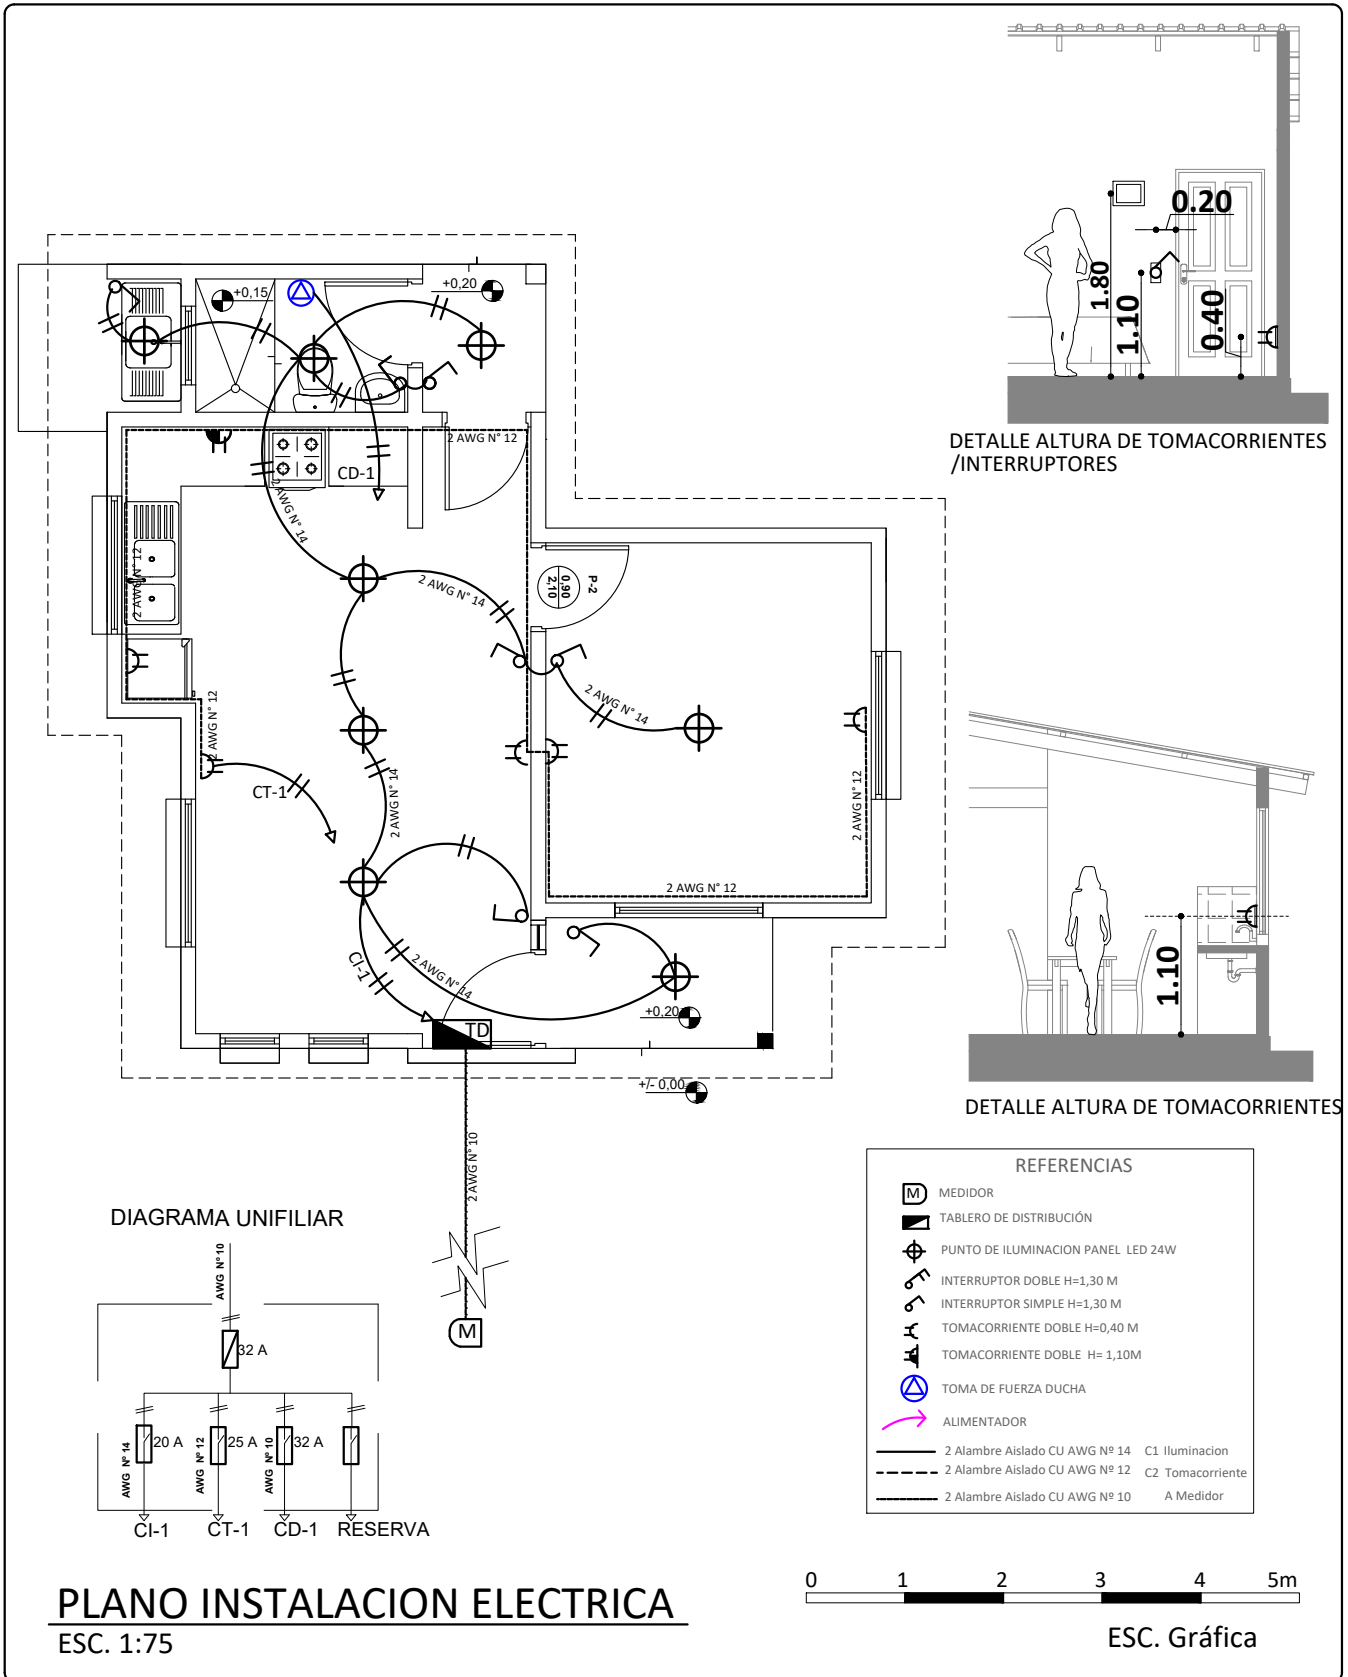 0.20
1.80
1.10
0.40
DETALLE ALTURA DE TOMACORRIENTES
/INTERRUPTORES
+0,15
+0,20
2 AWG N° 12
CD-1
2 AWG N° 14
2 AWG N° 12
2 AWG N° 14
P-2
0,90
2,10
2 AWG N° 12
2 AWG N° 14
CT-1
2 AWG N° 14
2 AWG N° 12
2 AWG N° 12
CI-1
2 AWG N° 14
+0,20
TD
+/- 0,00
2 AWG N° 10
M
1.10
DETALLE ALTURA DE TOMACORRIENTES
REFERENCIAS
M MEDIDOR
TABLERO DE DISTRIBUCIÓN
PUNTO DE ILUMINACION PANEL LED 24W
INTERRUPTOR DOBLE H=1,30 M
INTERRUPTOR SIMPLE H=1,30 M
TOMACORRIENTE DOBLE H=0,40 M
TOMACORRIENTE DOBLE H= 1,10M
TOMA DE FUERZA DUCHA
ALIMENTADOR
2 Alambre Aislado CU AWG Nº 14 C1 Iluminacion
2 Alambre Aislado CU AWG Nº 12 C2 Tomacorriente
2 Alambre Aislado CU AWG Nº 10 A Medidor
DIAGRAMA UNIFILIAR
AWG Nº 10
32 A
AWG Nº 14
20 A
AWG Nº 12
25 A
AWG Nº 10
32 A
CI-1 CT-1 CD-1 RESERVA
PLANO INSTALACION ELECTRICA
ESC. 1:75
0 1 2 3 4 5m
ESC. Gráfica